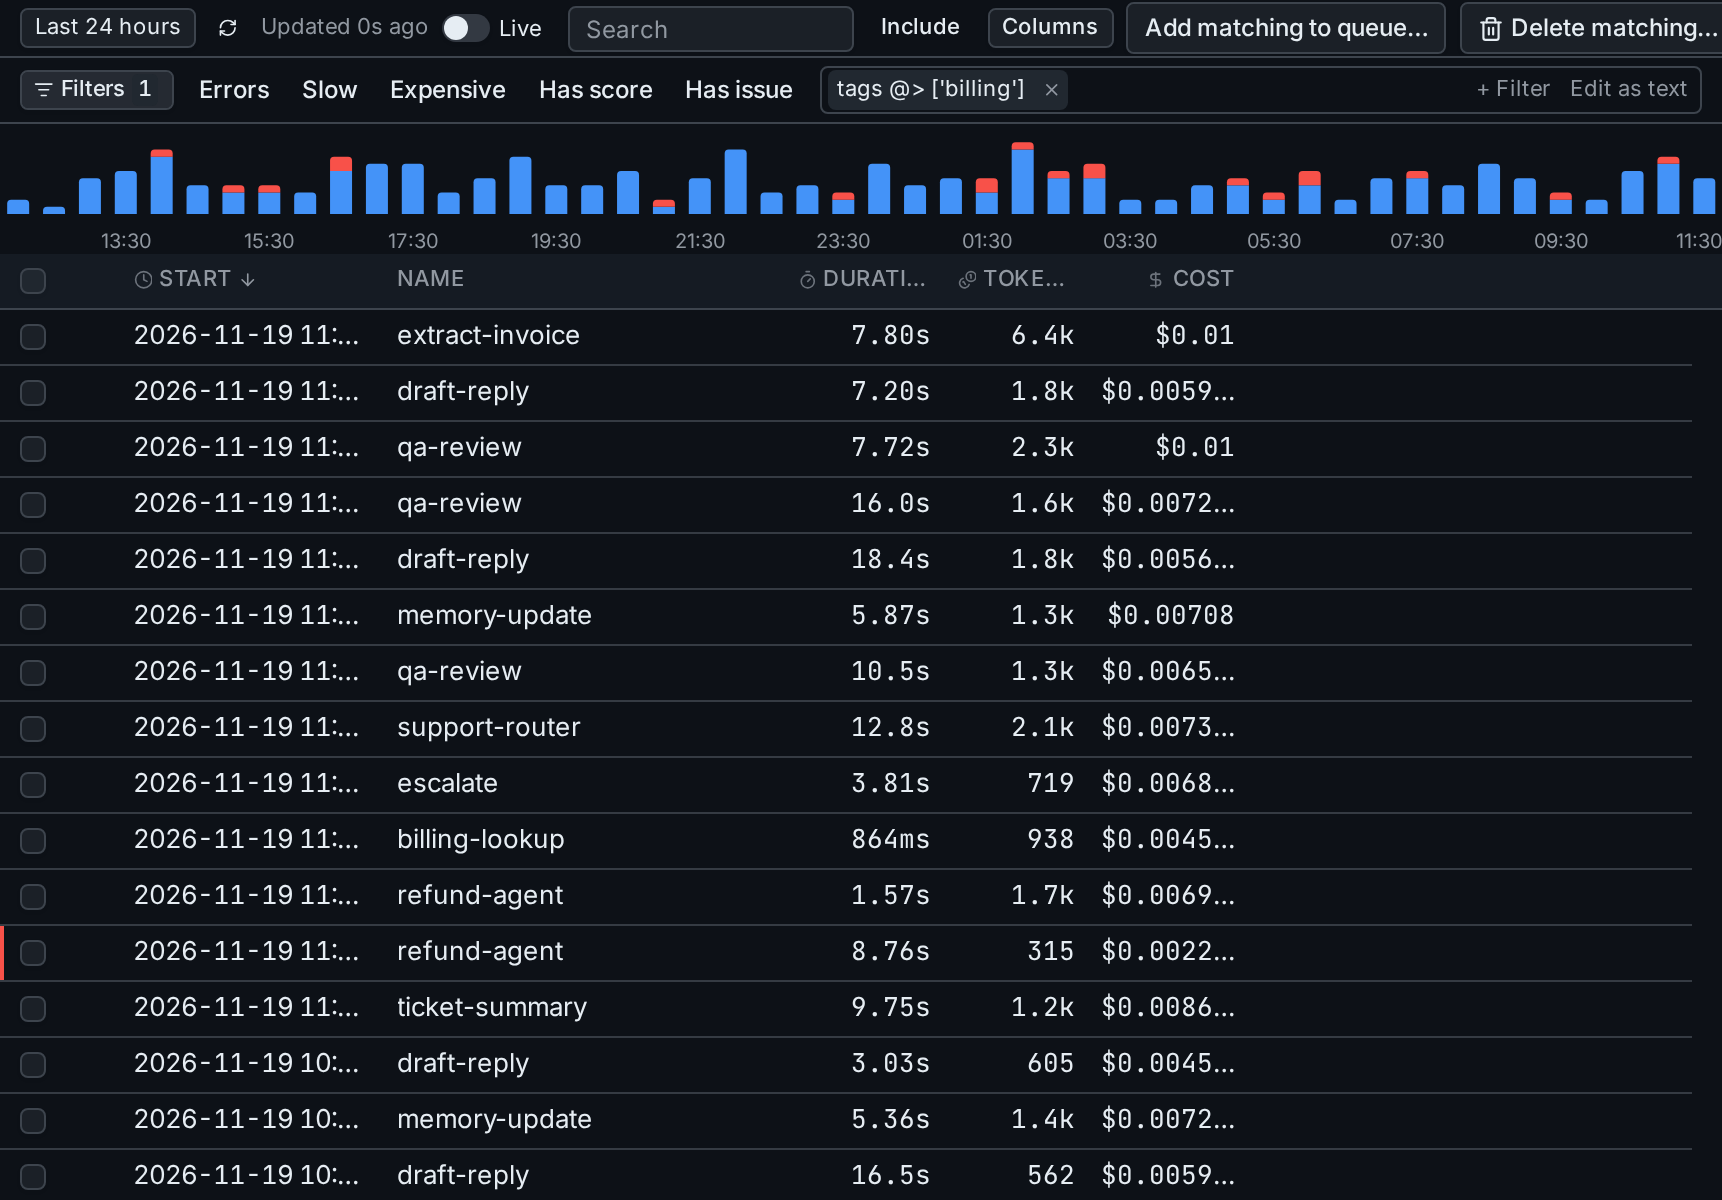 Last 24 hours Updated 0s ago Live Search Include Columns Add matching to queue... Delete matching...
Filters 1 Errors Slow Expensive Has score Has issue tags @> ['billing'] × + Filter Edit as text
13:30 15:30 17:30 19:30 21:30 23:30 01:30 03:30 05:30 07:30 09:30 11:30
START ↓ NAME DURATI... TOKE... $ COST
2026-11-19 11:... extract-invoice 7.80s 6.4k $0.01
2026-11-19 11:... draft-reply 7.20s 1.8k $0.0059...
2026-11-19 11:... qa-review 7.72s 2.3k $0.01
2026-11-19 11:... qa-review 16.0s 1.6k $0.0072...
2026-11-19 11:... draft-reply 18.4s 1.8k $0.0056...
2026-11-19 11:... memory-update 5.87s 1.3k $0.00708
2026-11-19 11:... qa-review 10.5s 1.3k $0.0065...
2026-11-19 11:... support-router 12.8s 2.1k $0.0073...
2026-11-19 11:... escalate 3.81s 719 $0.0068...
2026-11-19 11:... billing-lookup 864ms 938 $0.0045...
2026-11-19 11:... refund-agent 1.57s 1.7k $0.0069...
2026-11-19 11:... refund-agent 8.76s 315 $0.0022...
2026-11-19 11:... ticket-summary 9.75s 1.2k $0.0086...
2026-11-19 10:... draft-reply 3.03s 605 $0.0045...
2026-11-19 10:... memory-update 5.36s 1.4k $0.0072...
2026-11-19 10:... draft-reply 16.5s 562 $0.0059...